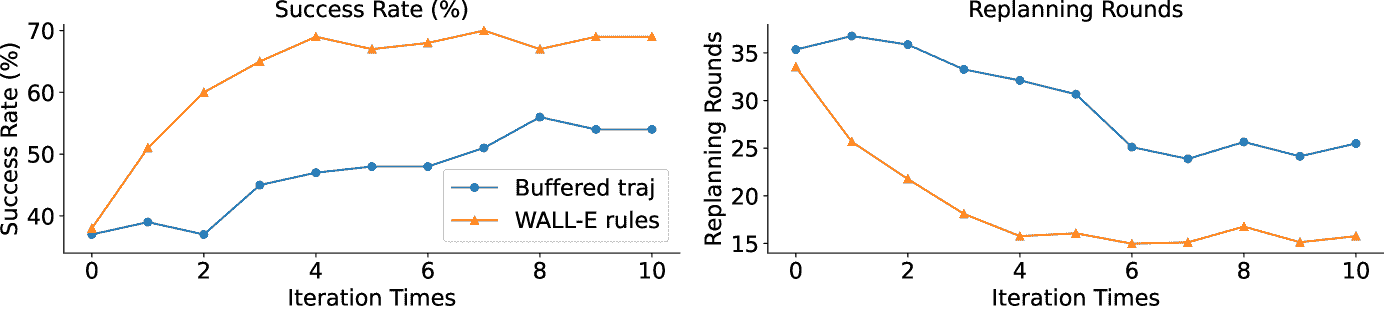 Success Rate (%)
Success Rate (%)
70
60
50
40
0 2 4 6 8 10
Iteration Times
Buffered traj
WALL-E rules
Replanning Rounds
Replanning Rounds
35
30
25
20
15
0 2 4 6 8 10
Iteration Times